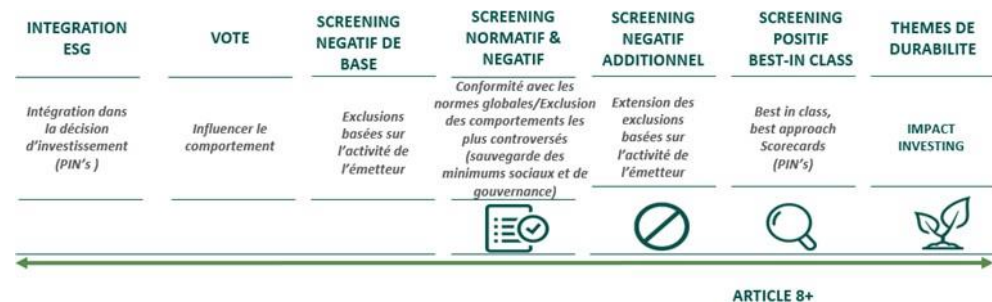 INTEGRATION
ESG
VOTE
SCREENING
NEGATIF DE
BASE
SCREENING
NORMATIF &
NEGATIF
SCREENING
NEGATIF
ADDITIONNEL
SCREENING
POSITIF
BEST-IN CLASS
THEMES DE
DURABILITE
Intégration dans
la décision
d'investissement
(PIN's )
Influencer le
comportement
Exclusions
basées sur
l'activité de
l'émetteur
Conformité avec les
normes globales/Exclusion
des comportements les
plus controversés
(sauvegarde des
minimums sociaux et de
gouvernance)
Extension des
exclusions
basées sur
l'activité de
l'émetteur
Best in class,
best approach
Scorecards
(PIN's)
IMPACT
INVESTING
ARTICLE 8+